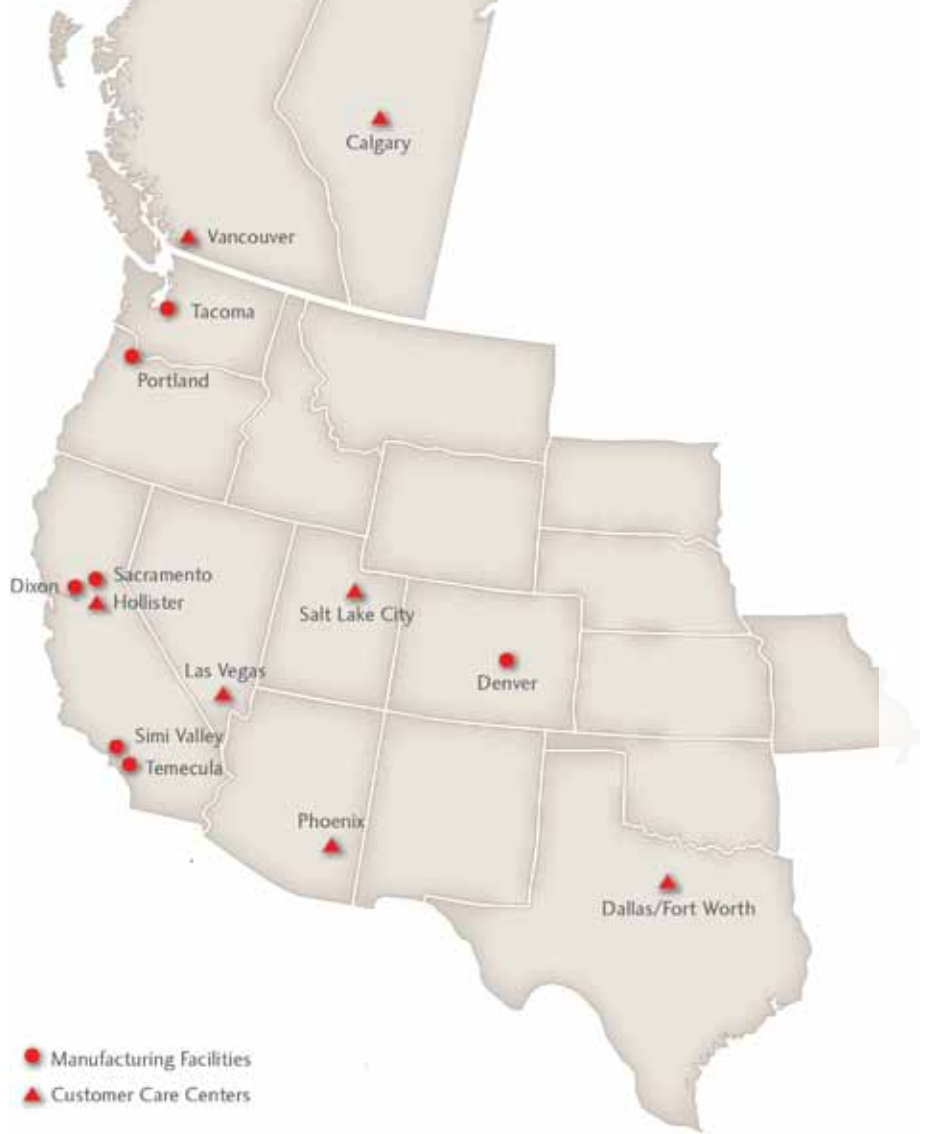 Calgary
Vancouver
Tacoma
Portland
Sacramento
Dixon
Hollister
Salt Lake City
Las Vegas
Denver
Simi Valley
Temecula
Phoenix
Dallas/Fort Worth
Manufacturing Facilities
Customer Care Centers